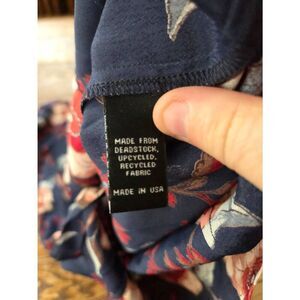 MADE FROM
DEADSTOCK,
UPCYCLED,
RECYCLED
FABRIC
MADE IN USA